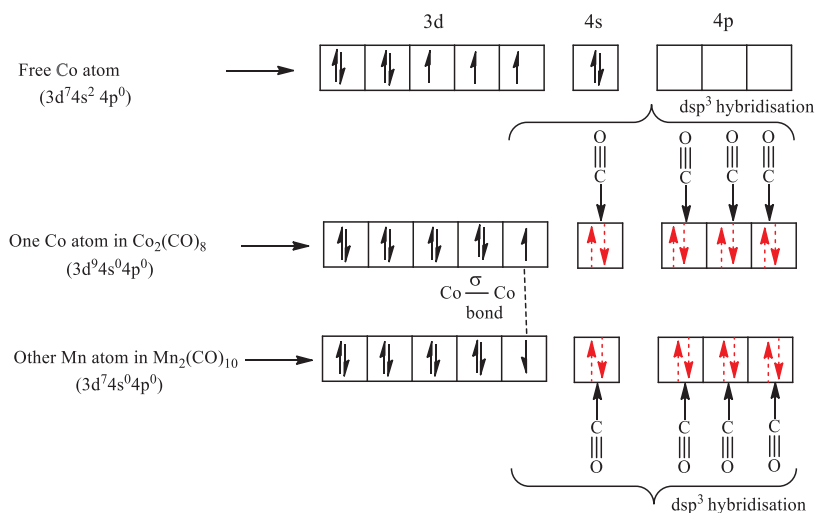 3d 4s 4p
Free Co atom
(3d⁷4s² 4p⁰)
dsp³ hybridisation
O O O O
C C C C
One Co atom in Co₂(CO)₈
(3d⁹4s⁰4p⁰)
σ
Co — Co
bond
Other Mn atom in Mn₂(CO)₁₀
(3d⁷4s⁰4p⁰)
C C C C
O O O O
dsp³ hybridisation